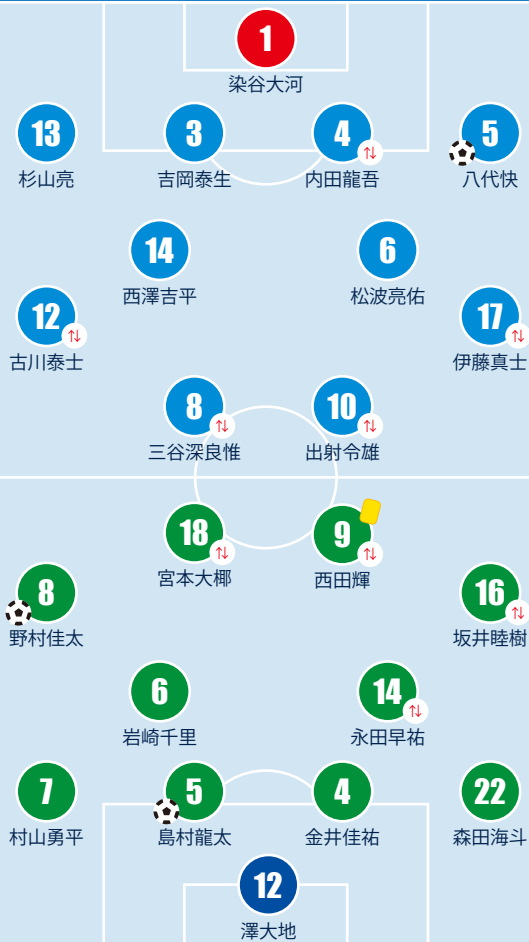 1
染谷大河
13
3
4
5
杉山亮
吉岡泰生
内田龍吾
八代快
14
6
西澤吉平
松波亮佑
12
17
古川泰士
伊藤真士
8
10
三谷深良惟
出射令雄
18
9
宮本大椰
西田輝
8
16
野村佳太
坂井睦樹
6
14
岩崎千里
永田早祐
7
5
4
22
村山勇平
島村龍太
金井佳祐
森田海斗
12
澤大地